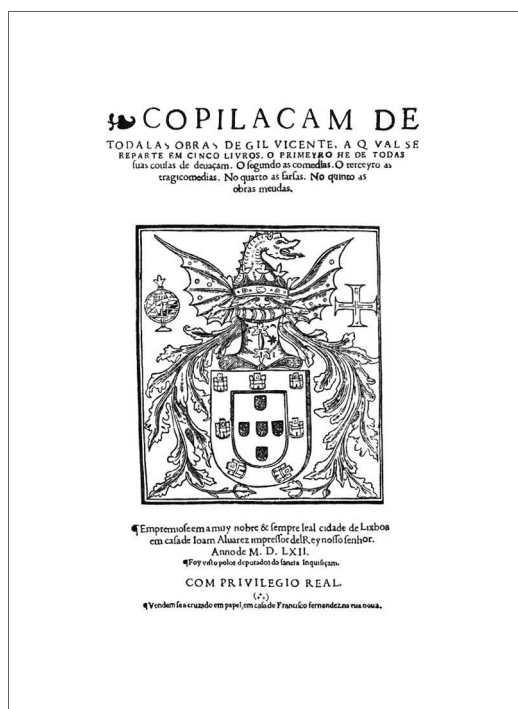 COPILACAM DE
TODALAS OBRAS DE GIL VICENTE, A Q VAL SE
REPARTE EM CINCO LIVROS. O PRIMEYRO HE DE TODAS
suas cousas de deuaçam. O segundo as comedias. O terceyro as
tragicomedias. No quarto as farsas. No quinto as
obras meudas.
¶Empremiose em a muy nobre & sempre leal cidade de Lixboa
em casa de Ioam Aluarez impressor del Rey nosso senhor.
Anno de M. D. LXII.
¶Foy visto polos deputados da sancta Inquisiçam.
COM PRIVILEGIO REAL.
(∴)
¶Vendem se a cruzado em papel, em casa de Francisco fernandez na rua noua.